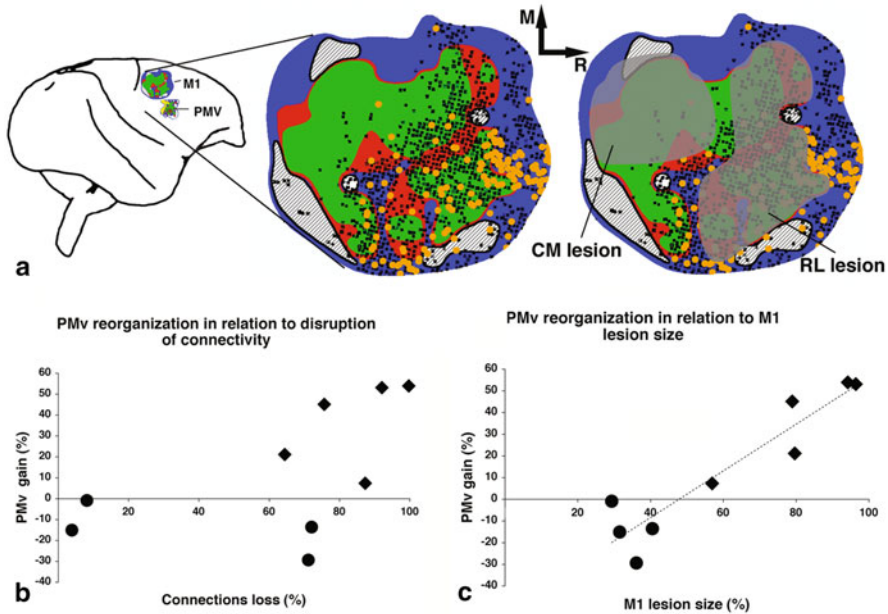 M1
PMV
M
R
CM lesion
RL lesion
a
PMv reorganization in relation to disruption
of connectivity
PMv gain (%)
60
50
40
30
20
10
0
-10
-20
-30
-40
20
40
60
80
100
b
Connections loss (%)
PMv reorganization in relation to M1
lesion size
PMv gain (%)
60
50
40
30
20
10
0
-10
-20
-30
-40
20
40
60
80
100
c
M1 lesion size (%)